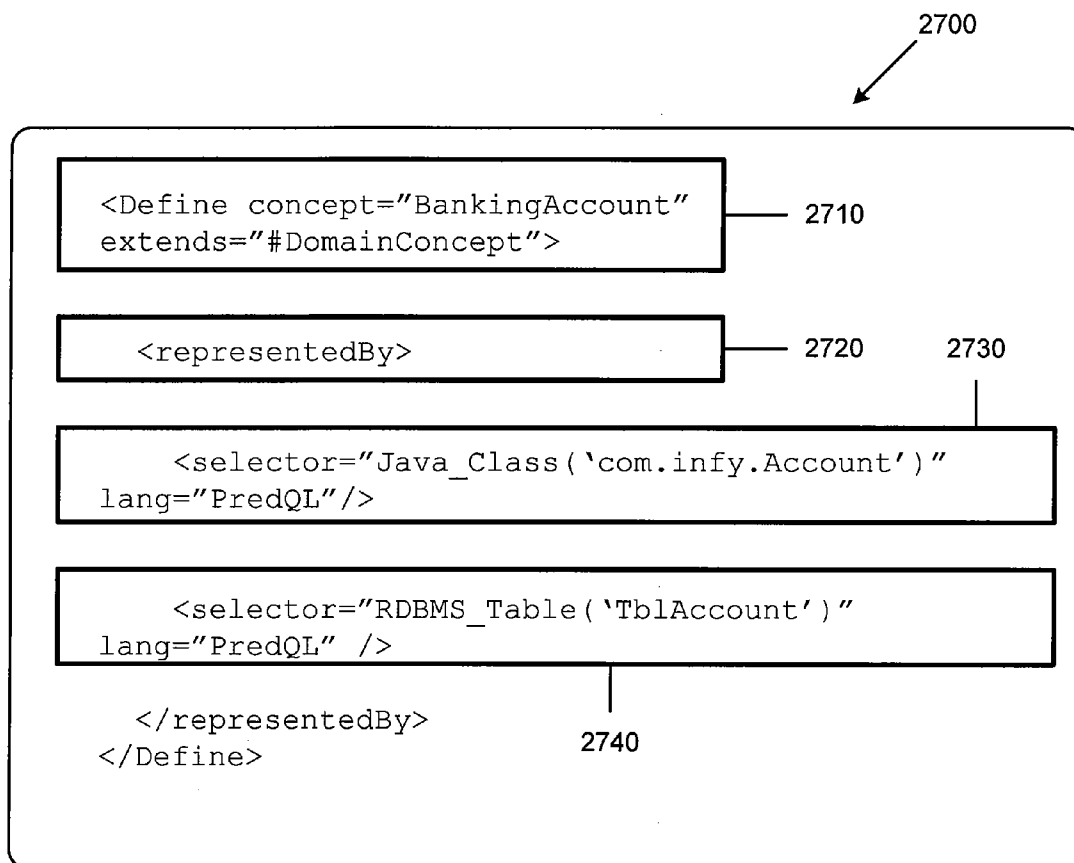 2700
<Define concept="BankingAccount"
extends="#DomainConcept">
2710
<representedBy>
2720
2730
<selector="Java_Class(‘com.infy.Account’)"
lang="PredQL"/>
<selector="RDBMS_Table(‘TblAccount’)"
lang="PredQL" />
</representedBy>
2740
</Define>